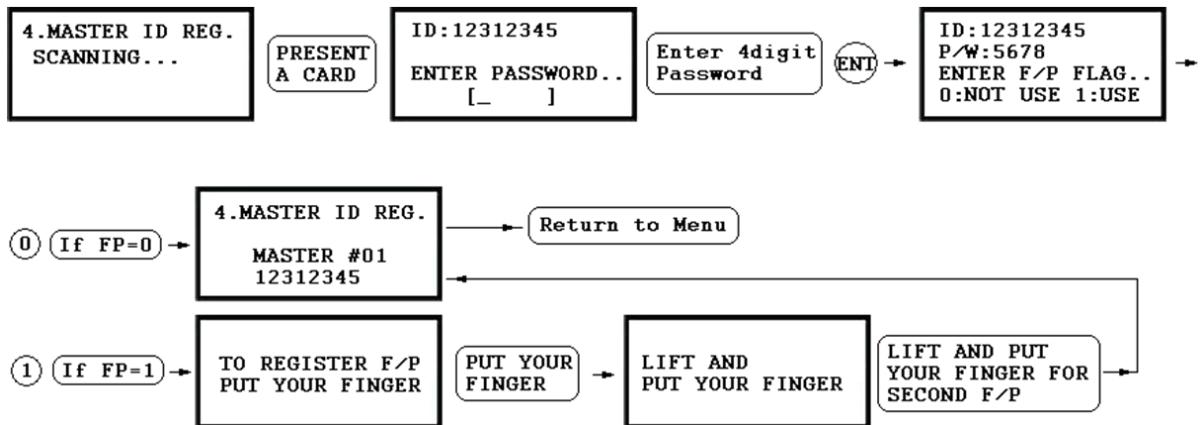 4.MASTER ID REG.
SCANNING...
PRESENT
A CARD
ID:12312345
ENTER PASSWORD..
[_ ]
Enter 4digit
Password
ENT
ID:12312345
P/W:5678
ENTER F/P FLAG..
0:NOT USE 1:USE
0
If FP=0
4.MASTER ID REG.
MASTER #01
12312345
Return to Menu
1
If FP=1
TO REGISTER F/P
PUT YOUR FINGER
PUT YOUR
FINGER
LIFT AND
PUT YOUR FINGER
LIFT AND PUT
YOUR FINGER FOR
SECOND F/P